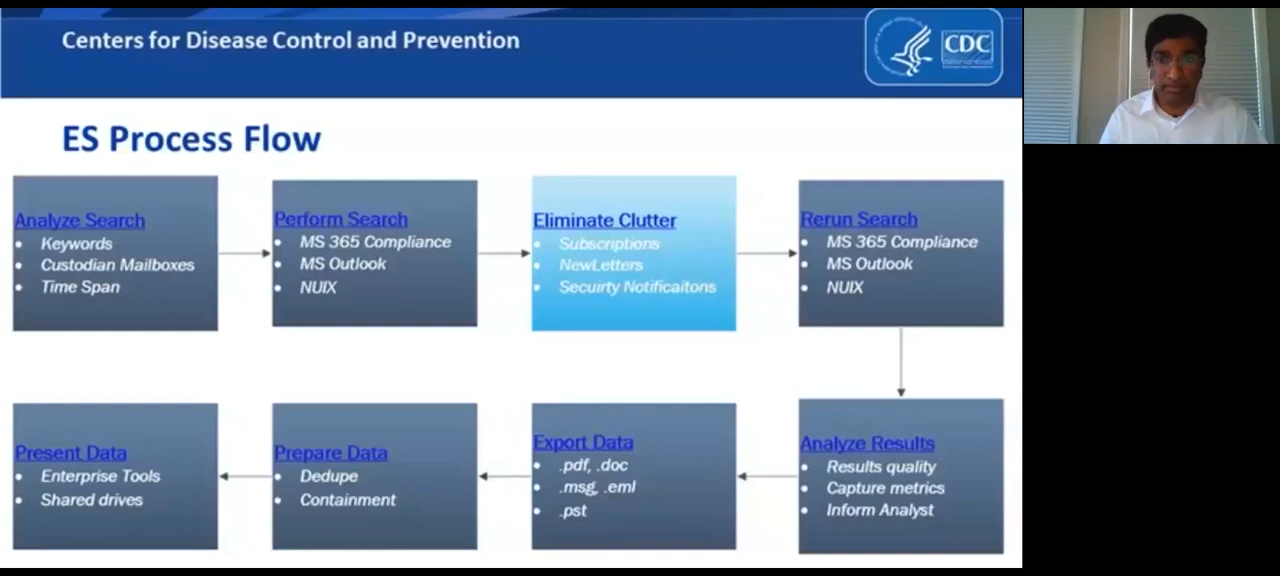 Centers for Disease Control and Prevention
CDC
ES Process Flow
Analyze Search
• Keywords
• Custodian Mailboxes
• Time Span
Perform Search
• MS 365 Compliance
• MS Outlook
• NUIX
Eliminate Clutter
• Subscriptions
• NewLetters
• Secuirty Notificaitons
Rerun Search
• MS 365 Compliance
• MS Outlook
• NUIX
Analyze Results
• Results quality
• Capture metrics
• Inform Analyst
Export Data
• .pdf, .doc
• .msg, .eml
• .pst
Prepare Data
• Dedupe
• Containment
Present Data
• Enterprise Tools
• Shared drives